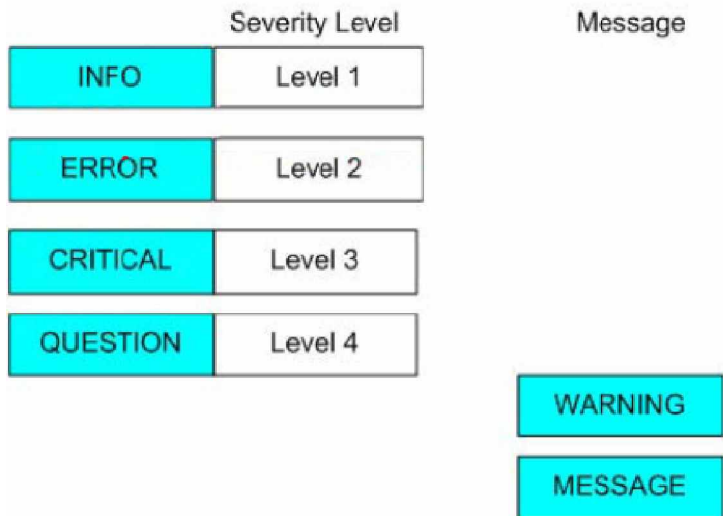 Severity Level Message
INFO Level 1
ERROR Level 2
CRITICAL Level 3
QUESTION Level 4
WARNING
MESSAGE